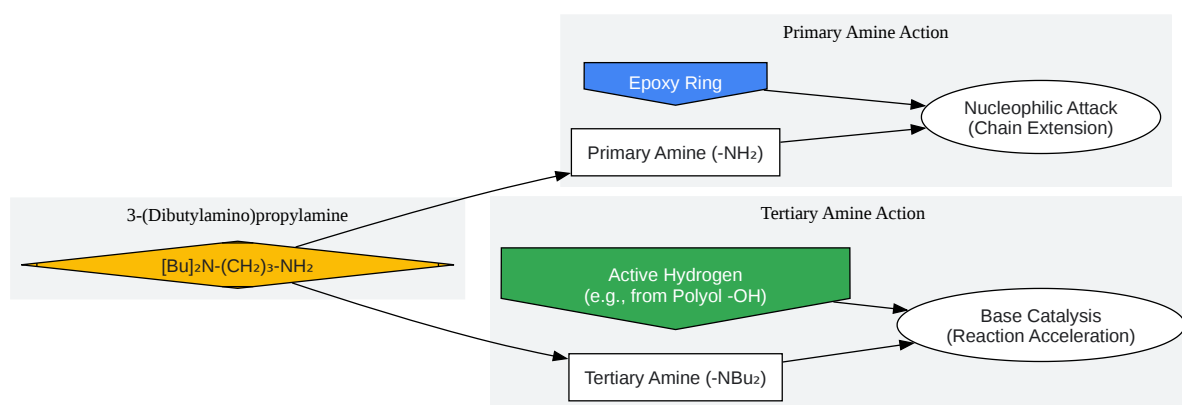 Primary Amine Action
Epoxy Ring
Nucleophilic Attack
(Chain Extension)
Primary Amine (-NH₂)
3-(Dibutylamino)propylamine
[Bu]₂N-(CH₂)₃-NH₂
Tertiary Amine Action
Active Hydrogen
(e.g., from Polyol -OH)
Base Catalysis
(Reaction Acceleration)
Tertiary Amine (-NBu₂)